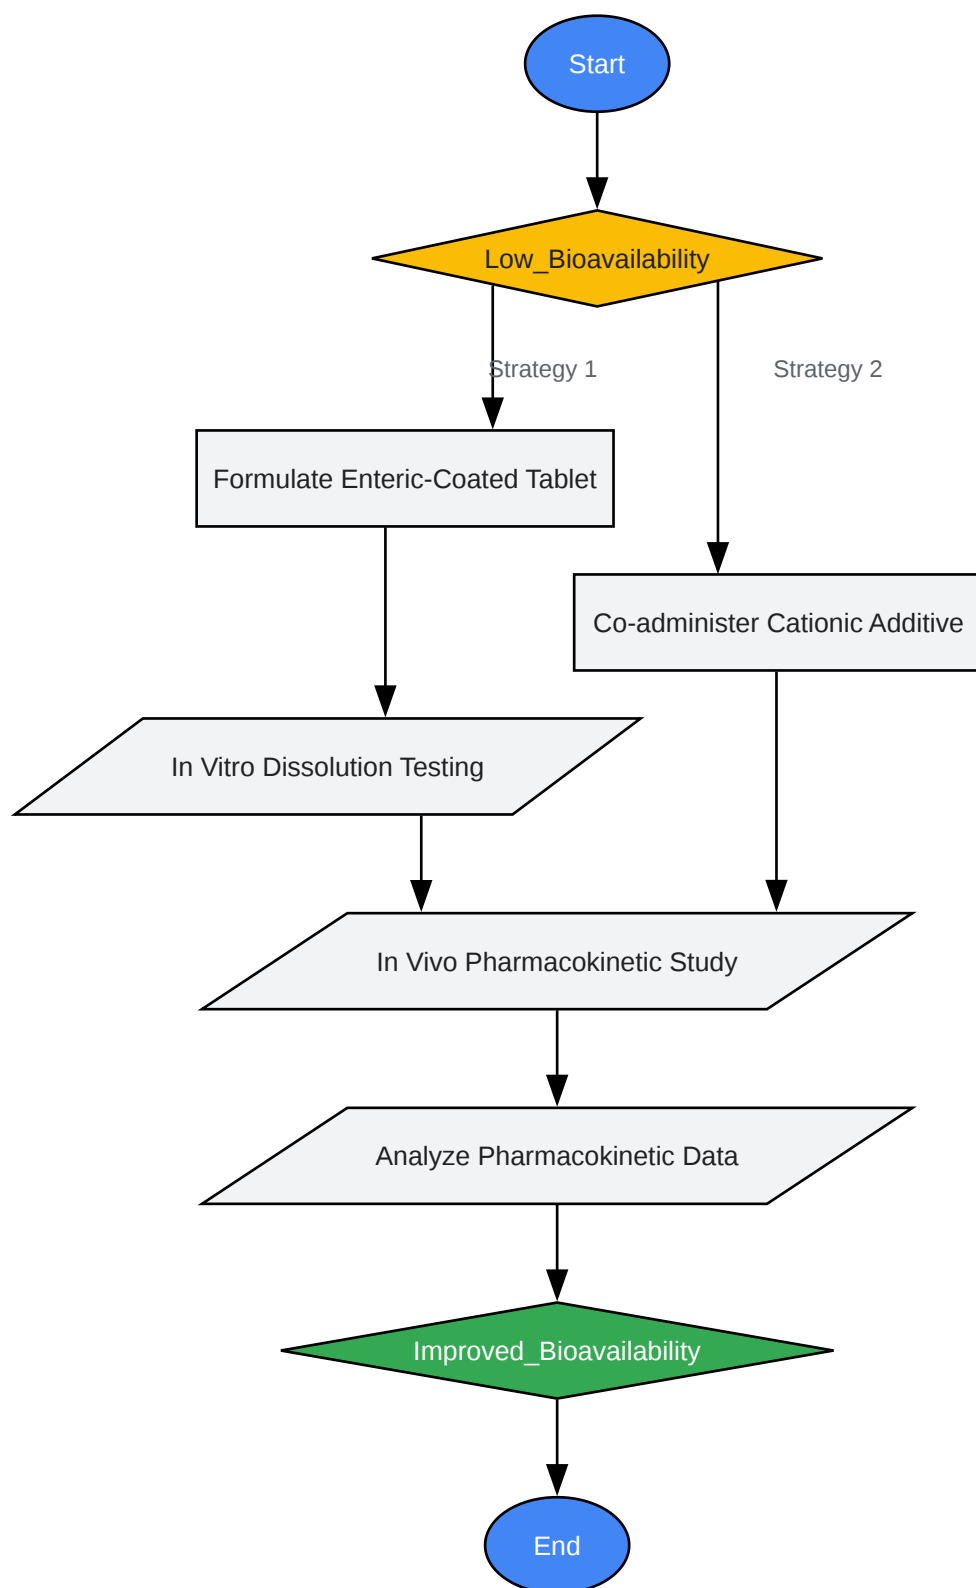 Start
Low_Bioavailability
Strategy 1
Strategy 2
Formulate Enteric-Coated Tablet
Co-administer Cationic Additive
In Vitro Dissolution Testing
In Vivo Pharmacokinetic Study
Analyze Pharmacokinetic Data
Improved_Bioavailability
End